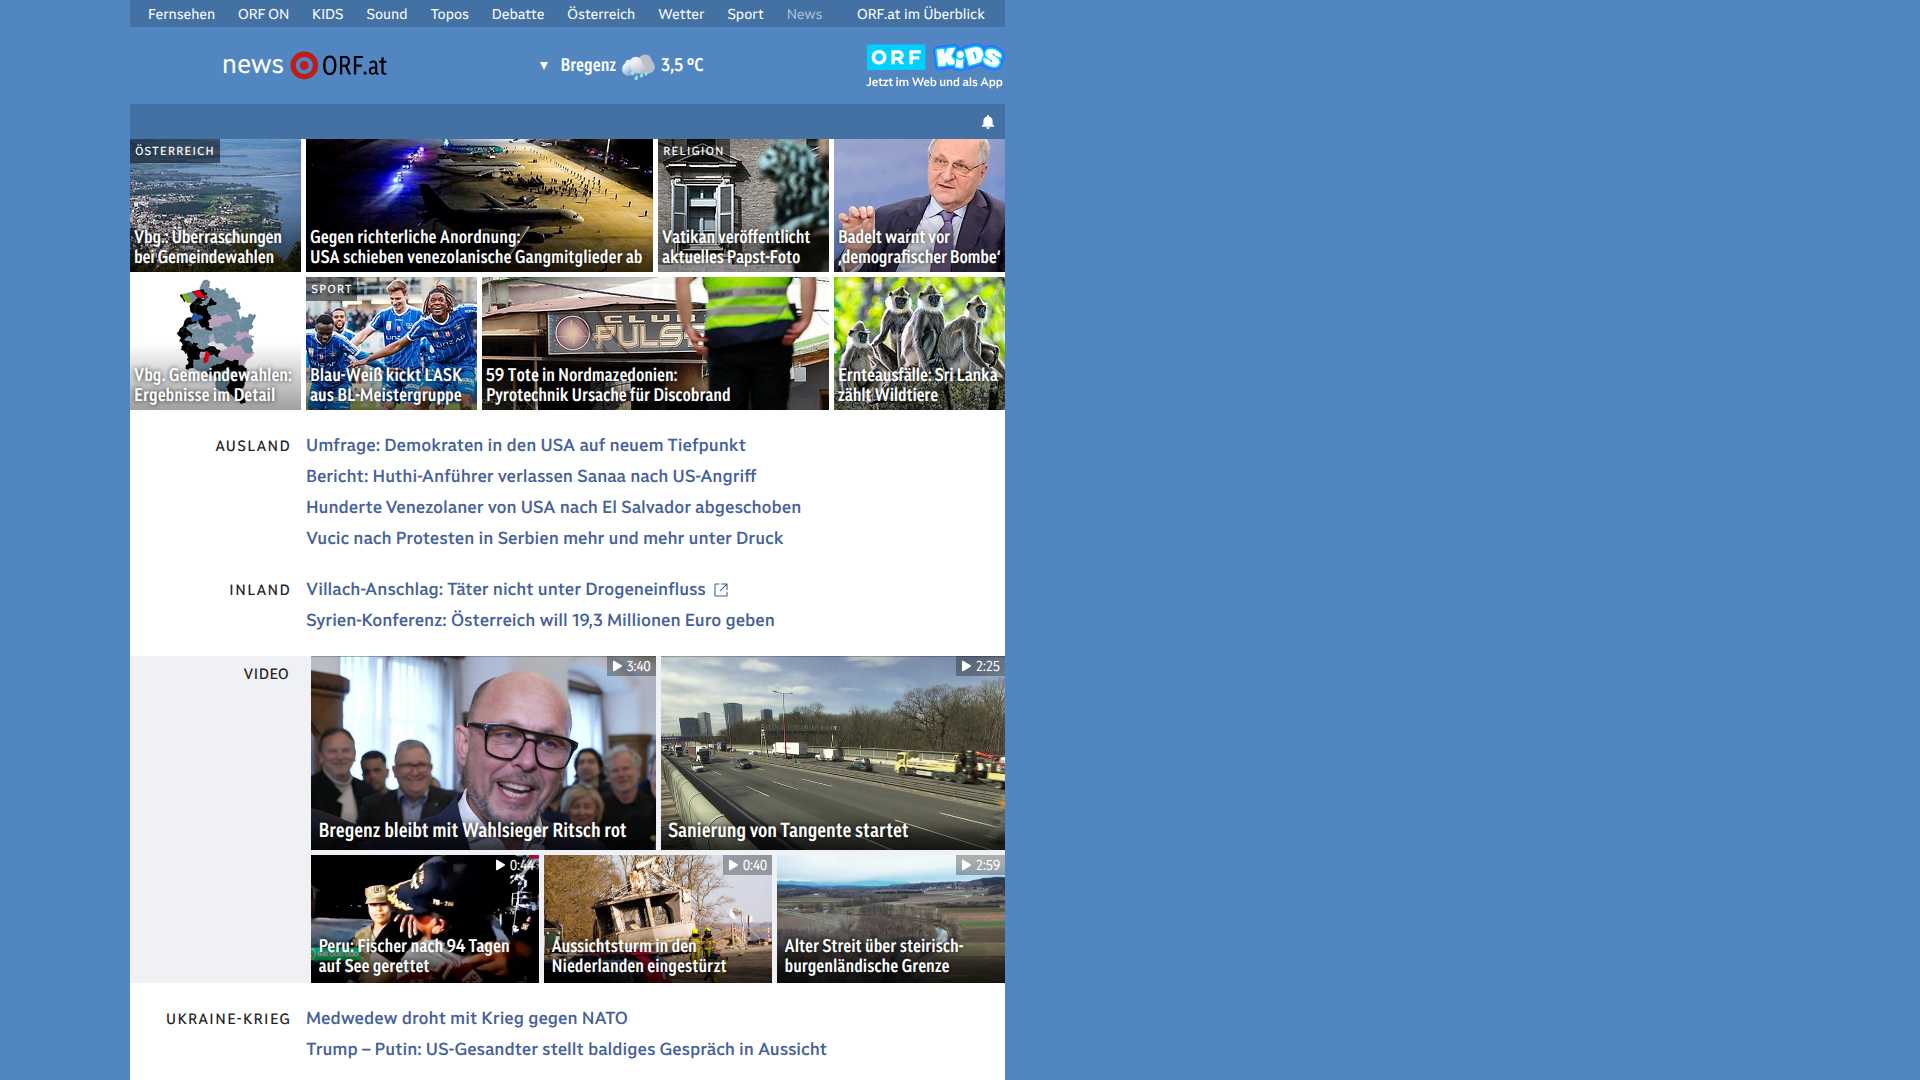 Fernsehen ORF ON KIDS Sound Topos Debatte Österreich Wetter Sport News ORF.at im Überblick
news ORF.at
▼ Bregenz 3,5 °C
ORF KiDS
Jetzt im Web und als App
ÖSTERREICH
Vbg.: Überraschungen
bei Gemeindewahlen
Gegen richterliche Anordnung:
USA schieben venezolanische Gangmitglieder ab
RELIGION
Vatikan veröffentlicht
aktuelles Papst-Foto
Badelt warnt vor
‚demografischer Bombe‘
Vbg. Gemeindewahlen:
Ergebnisse im Detail
SPORT
Blau-Weiß kickt LASK
aus BL-Meistergruppe
CLUB
PULSE
59 Tote in Nordmazedonien:
Pyrotechnik Ursache für Discobrand
Ernteausfälle: Sri Lanka
zählt Wildtiere
AUSLAND
Umfrage: Demokraten in den USA auf neuem Tiefpunkt
Bericht: Huthi-Anführer verlassen Sanaa nach US-Angriff
Hunderte Venezolaner von USA nach El Salvador abgeschoben
Vucic nach Protesten in Serbien mehr und mehr unter Druck
INLAND
Villach-Anschlag: Täter nicht unter Drogeneinfluss
Syrien-Konferenz: Österreich will 19,3 Millionen Euro geben
VIDEO
3:40
Bregenz bleibt mit Wahlsieger Ritsch rot
2:25
Sanierung von Tangente startet
0:44
Peru: Fischer nach 94 Tagen
auf See gerettet
0:40
Aussichtsturm in den
Niederlanden eingestürzt
2:59
Alter Streit über steirisch-
burgenländische Grenze
UKRAINE-KRIEG
Medwedew droht mit Krieg gegen NATO
Trump – Putin: US-Gesandter stellt baldiges Gespräch in Aussicht